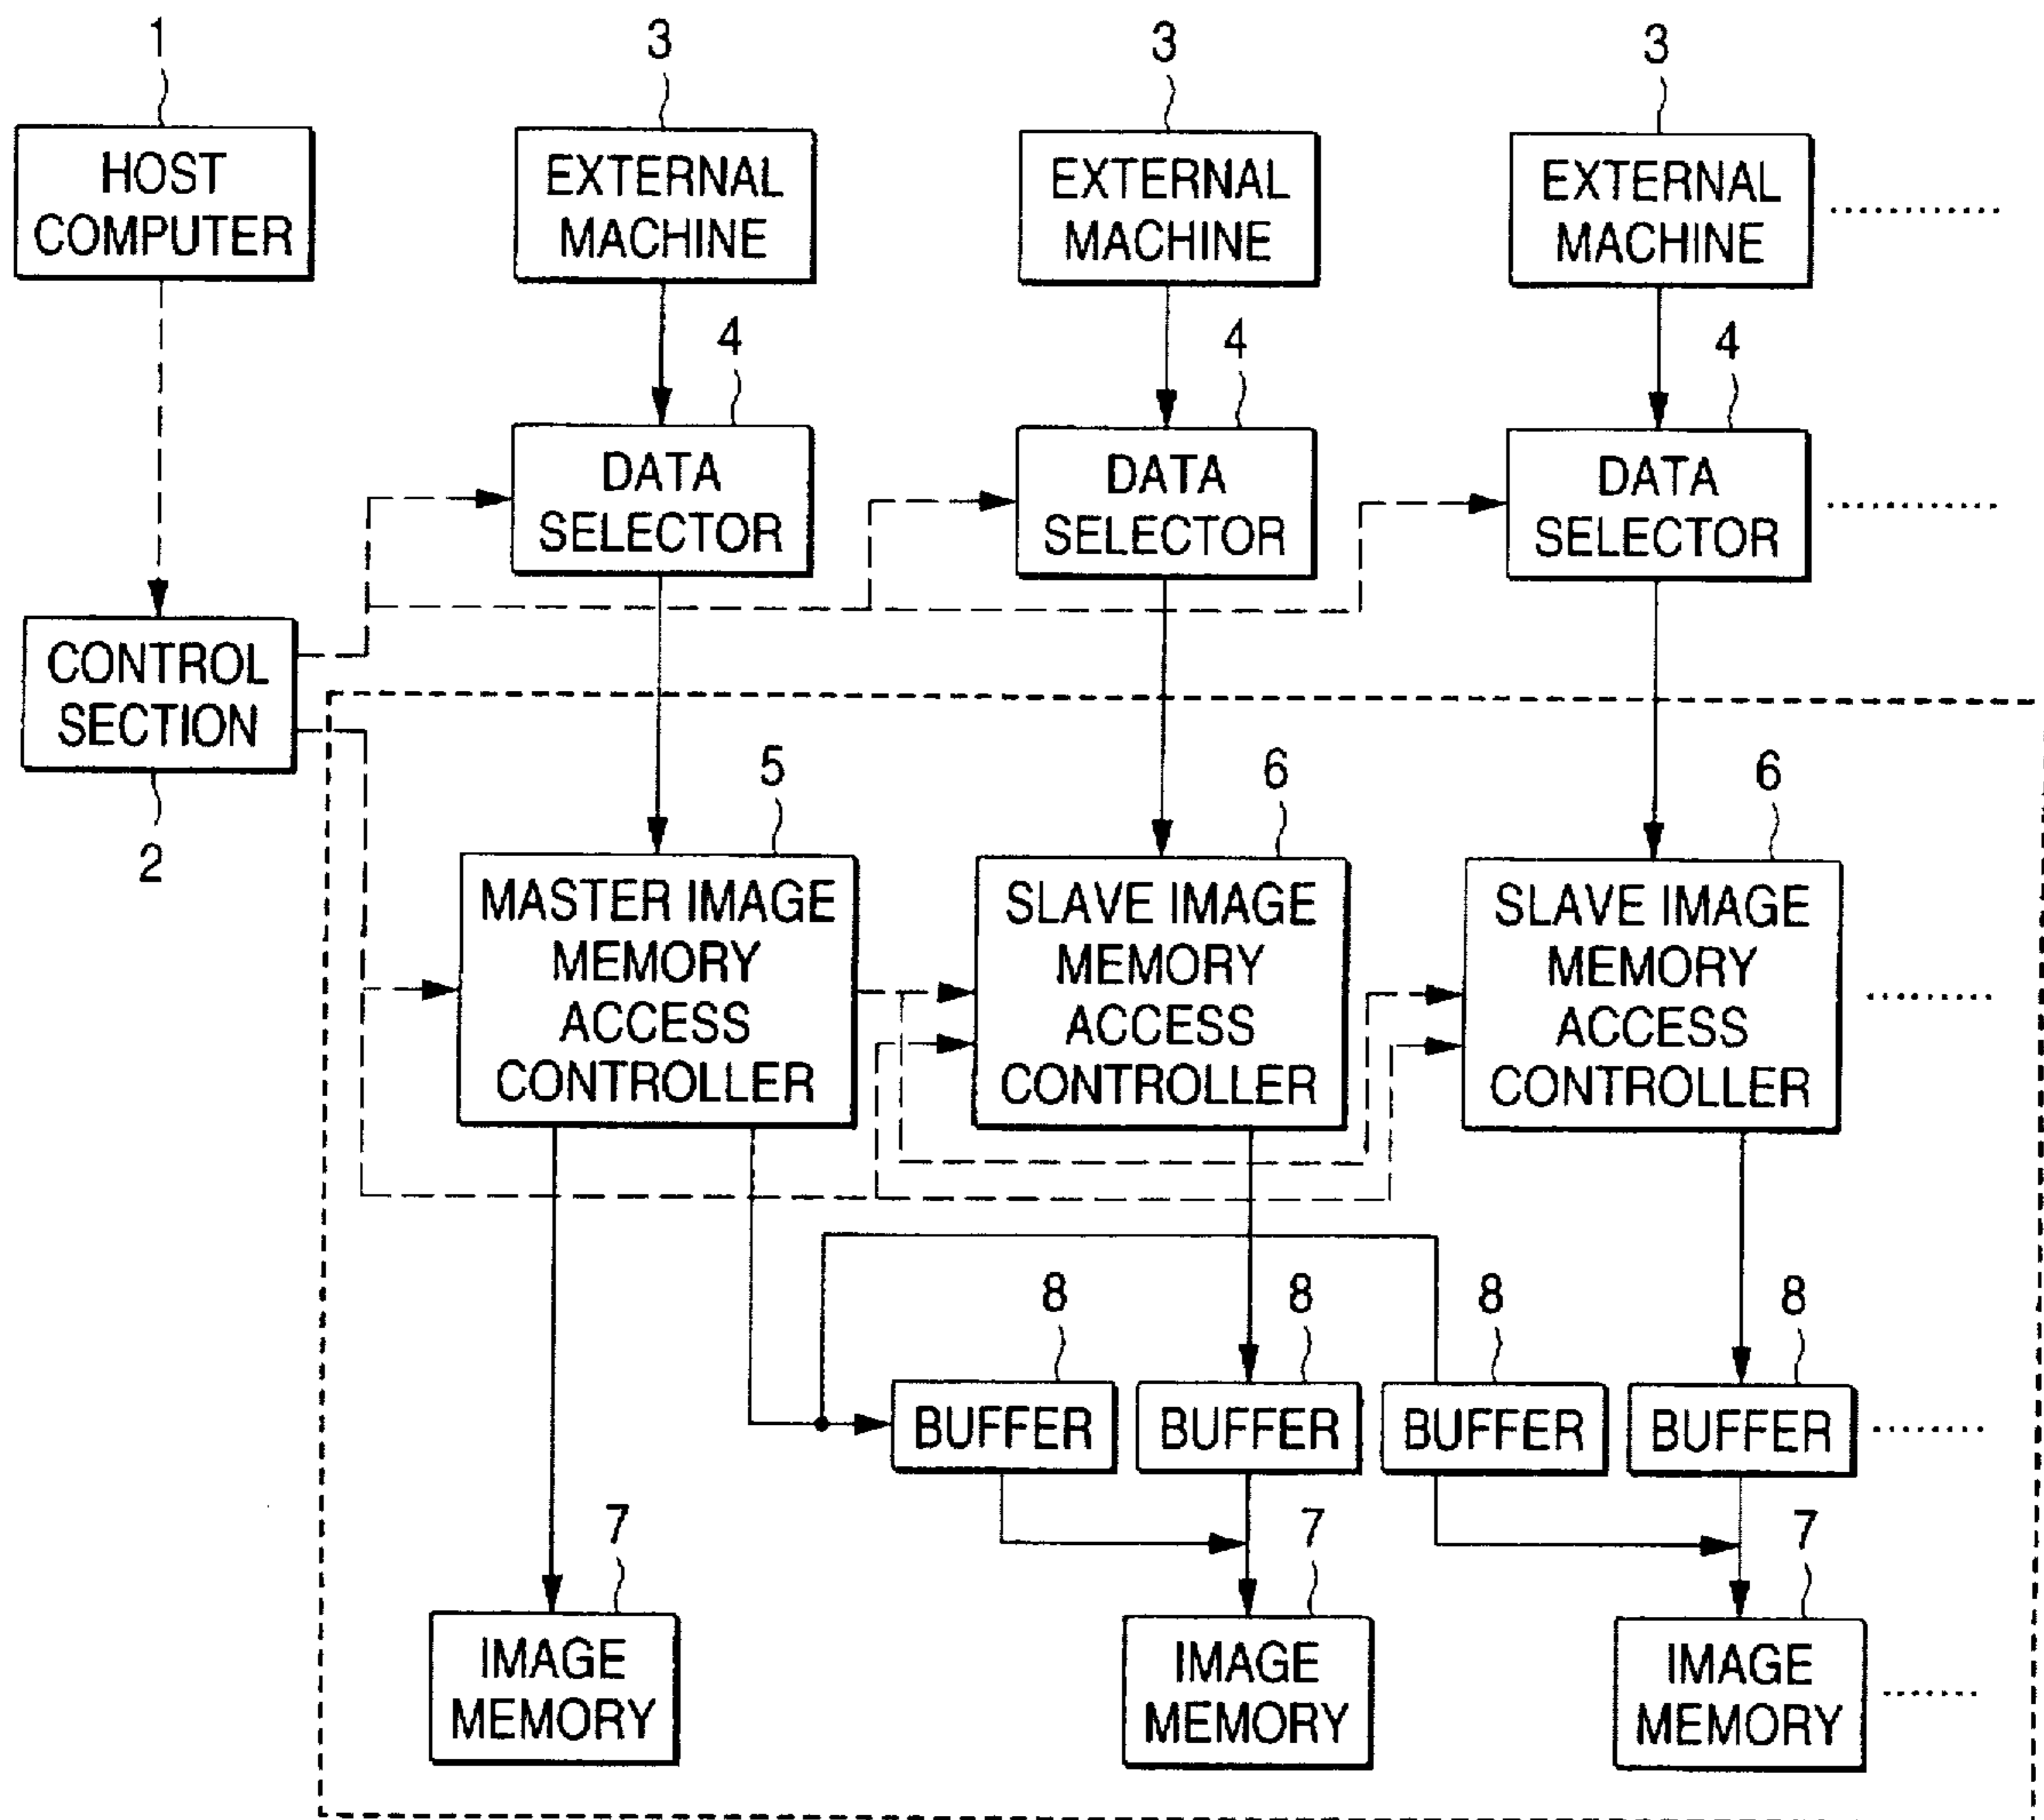 1
3
3
3
HOST
COMPUTER
EXTERNAL
MACHINE
EXTERNAL
MACHINE
EXTERNAL
MACHINE
4
4
4
DATA
SELECTOR
DATA
SELECTOR
DATA
SELECTOR
CONTROL
SECTION
2
5
6
6
MASTER IMAGE
MEMORY
ACCESS
CONTROLLER
SLAVE IMAGE
MEMORY
ACCESS
CONTROLLER
SLAVE IMAGE
MEMORY
ACCESS
CONTROLLER
8
8
8
8
BUFFER
BUFFER
BUFFER
BUFFER
7
7
7
IMAGE
MEMORY
IMAGE
MEMORY
IMAGE
MEMORY